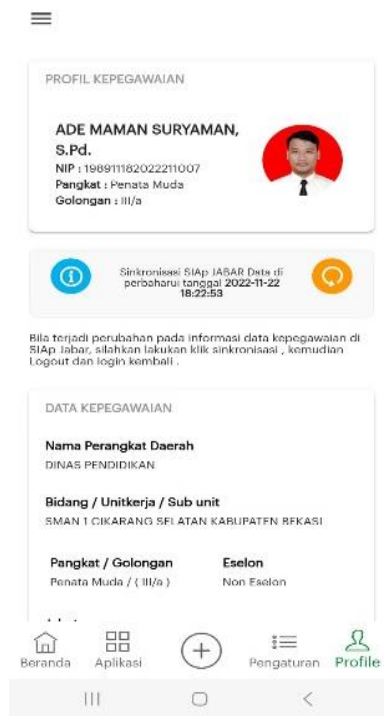 PROFIL KEPEGAWAIAN
ADE MAMAN SURYAMAN,
S.Pd.
NIP : 198911182022211007
Pangkat : Penata Muda
Golongan : III/a
Sinkronisasi SIAp JABAR Data di
perbaharui tanggal 2022-11-22
18:22:53
Bila terjadi perubahan pada informasi data kepegawaian di
SIAp Jabar, silahkan lakukan klik sinkronisasi , kemudian
Logout dan login kembali .
DATA KEPEGAWAIAN
Nama Perangkat Daerah
DINAS PENDIDIKAN
Bidang / Unitkerja / Sub unit
SMAN 1 CIKARANG SELATAN KABUPATEN BEKASI
Pangkat / Golongan Eselon
Penata Muda / ( III/a ) Non Eselon
Beranda Aplikasi Pengaturan Profile